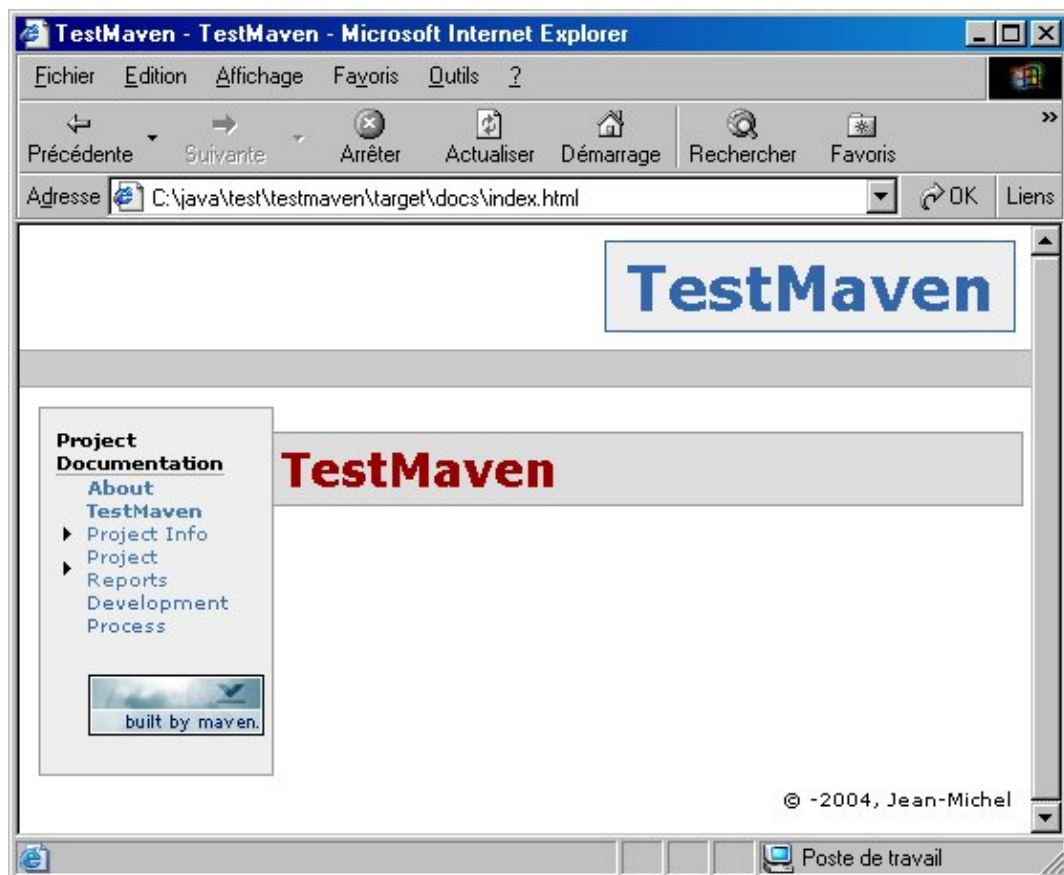 TestMaven - TestMaven - Microsoft Internet Explorer
Fichier Edition Affichage Favoris Outils ?
Précédente Suivante Arrêter Actualiser Démarrage Rechercher Favoris »
Adresse C:\java\test\testmaven\target\docs\index.html OK Liens
TestMaven
Project
Documentation
TestMaven
About
TestMaven
Project Info
Project
Reports
Development
Process
built by maven.
© -2004, Jean-Michel
Poste de travail